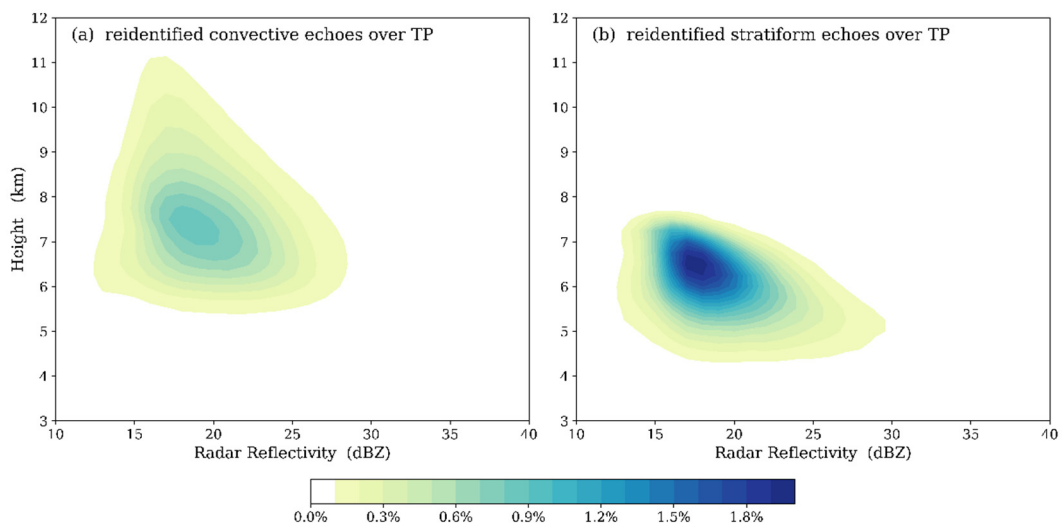 (a) reidentified convective echoes over TP
12
11
10
9
8
7
6
5
4
3
Height (km)
10 15 20 25 30 35 40
Radar Reflectivity (dBZ)
(b) reidentified stratiform echoes over TP
12
11
10
9
8
7
6
5
4
3
10 15 20 25 30 35 40
Radar Reflectivity (dBZ)
0.0% 0.3% 0.6% 0.9% 1.2% 1.5% 1.8%